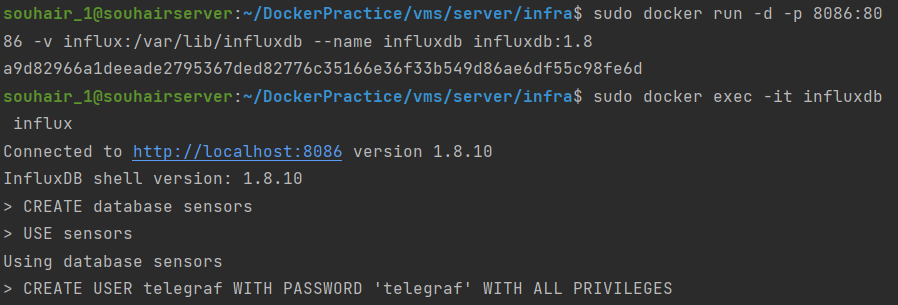 souhair_1@souhairserver:~/DockerPractice/vms/server/infra$ sudo docker run -d -p 8086:80
86 -v influx:/var/lib/influxdb --name influxdb influxdb:1.8
a9d82966a1deeade2795367ded82776c35166e36f33b549d86ae6df55c98fe6d
souhair_1@souhairserver:~/DockerPractice/vms/server/infra$ sudo docker exec -it influxdb
 influx
Connected to http://localhost:8086 version 1.8.10
InfluxDB shell version: 1.8.10
> CREATE database sensors
> USE sensors
Using database sensors
> CREATE USER telegraf WITH PASSWORD 'telegraf' WITH ALL PRIVILEGES